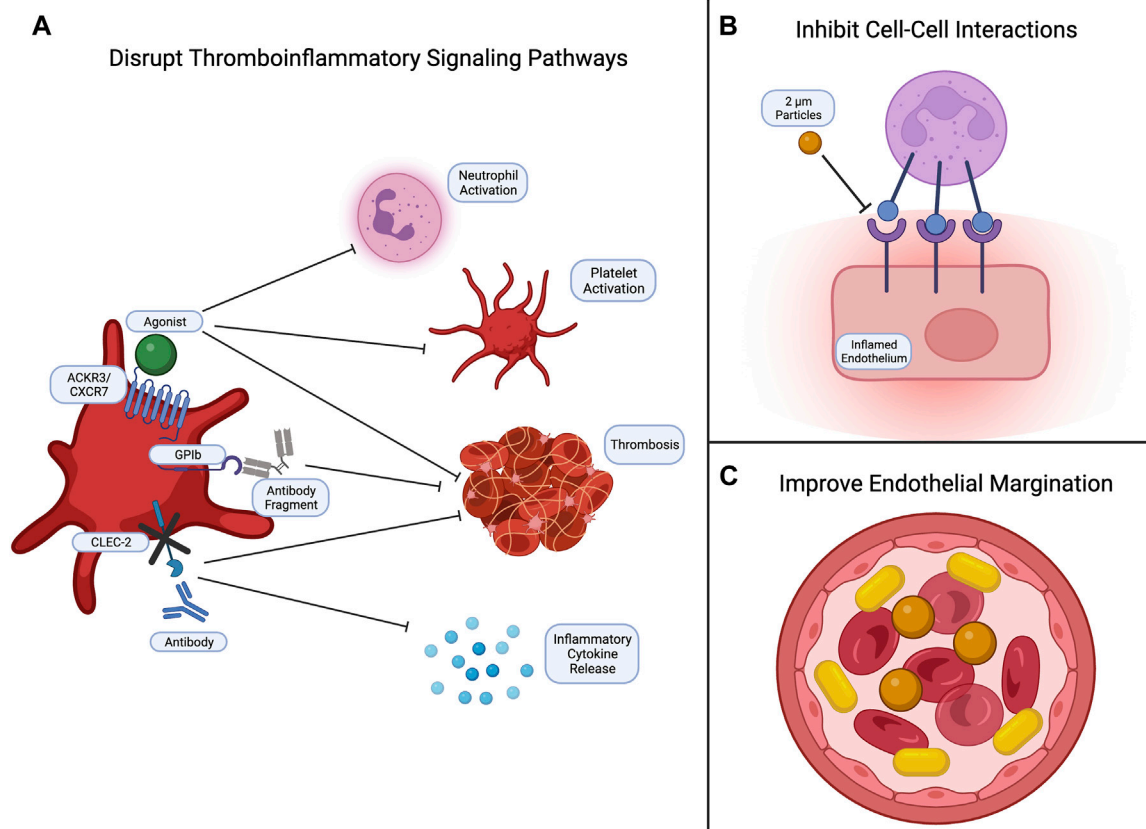 A
Disrupt Thromboinflammatory Signaling Pathways
Neutrophil
Activation
Platelet
Activation
Agonist
ACKR3/
CXCR7
GPIb
Antibody
Fragment
Thrombosis
CLEC-2
Antibody
Inflammatory
Cytokine
Release
B
Inhibit Cell-Cell Interactions
2 µm
Particles
Inflamed
Endothelium
C
Improve Endothelial Margination